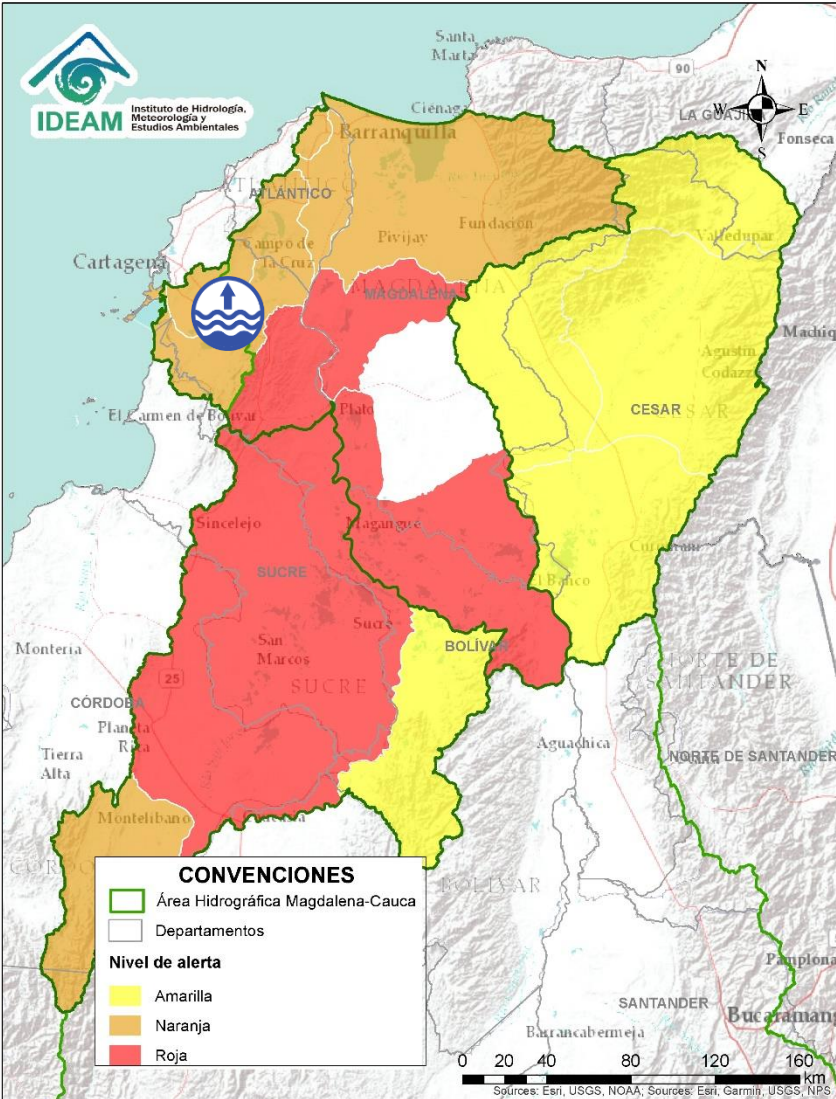 IDEAM
Instituto de Hidrología,
Meteorología y
Estudios Ambientales
Santa
Marta
90
N
W
E
S
Ciénaga
LA GUAJI
Fonseca
Barranquilla
ATLÁNTICO
Valledupar
Campo de
la Cruz
Pivijay
Fundación
Cartagena
MAGDALENA
Machiq
Agustín
Codazzi
El Carmen de Bolívar
Plato
CESAR
Sincelejo
Magangué
Curumaní
SUCRE
El Banco
Sucre
BOLÍVAR
Montería
San
Marcos
SUCRE
25
NORTE DE
SANTANDER
CÓRDOBA
Planeta
Rica
Aguachica
NORTE DE SANTANDER
Tierra
Alta
Montelíbano
BOLÍVAR
CONVENCIONES
Área Hidrográfica Magdalena-Cauca
Departamentos
Nivel de alerta
Amarilla
Naranja
Roja
Pamplona
SANTANDER
Bucaramang
Barrancabermeja
0 20 40 80 120 160
km
Sources: Esri, USGS, NOAA; Sources: Esri, Garmin, USGS, NPS